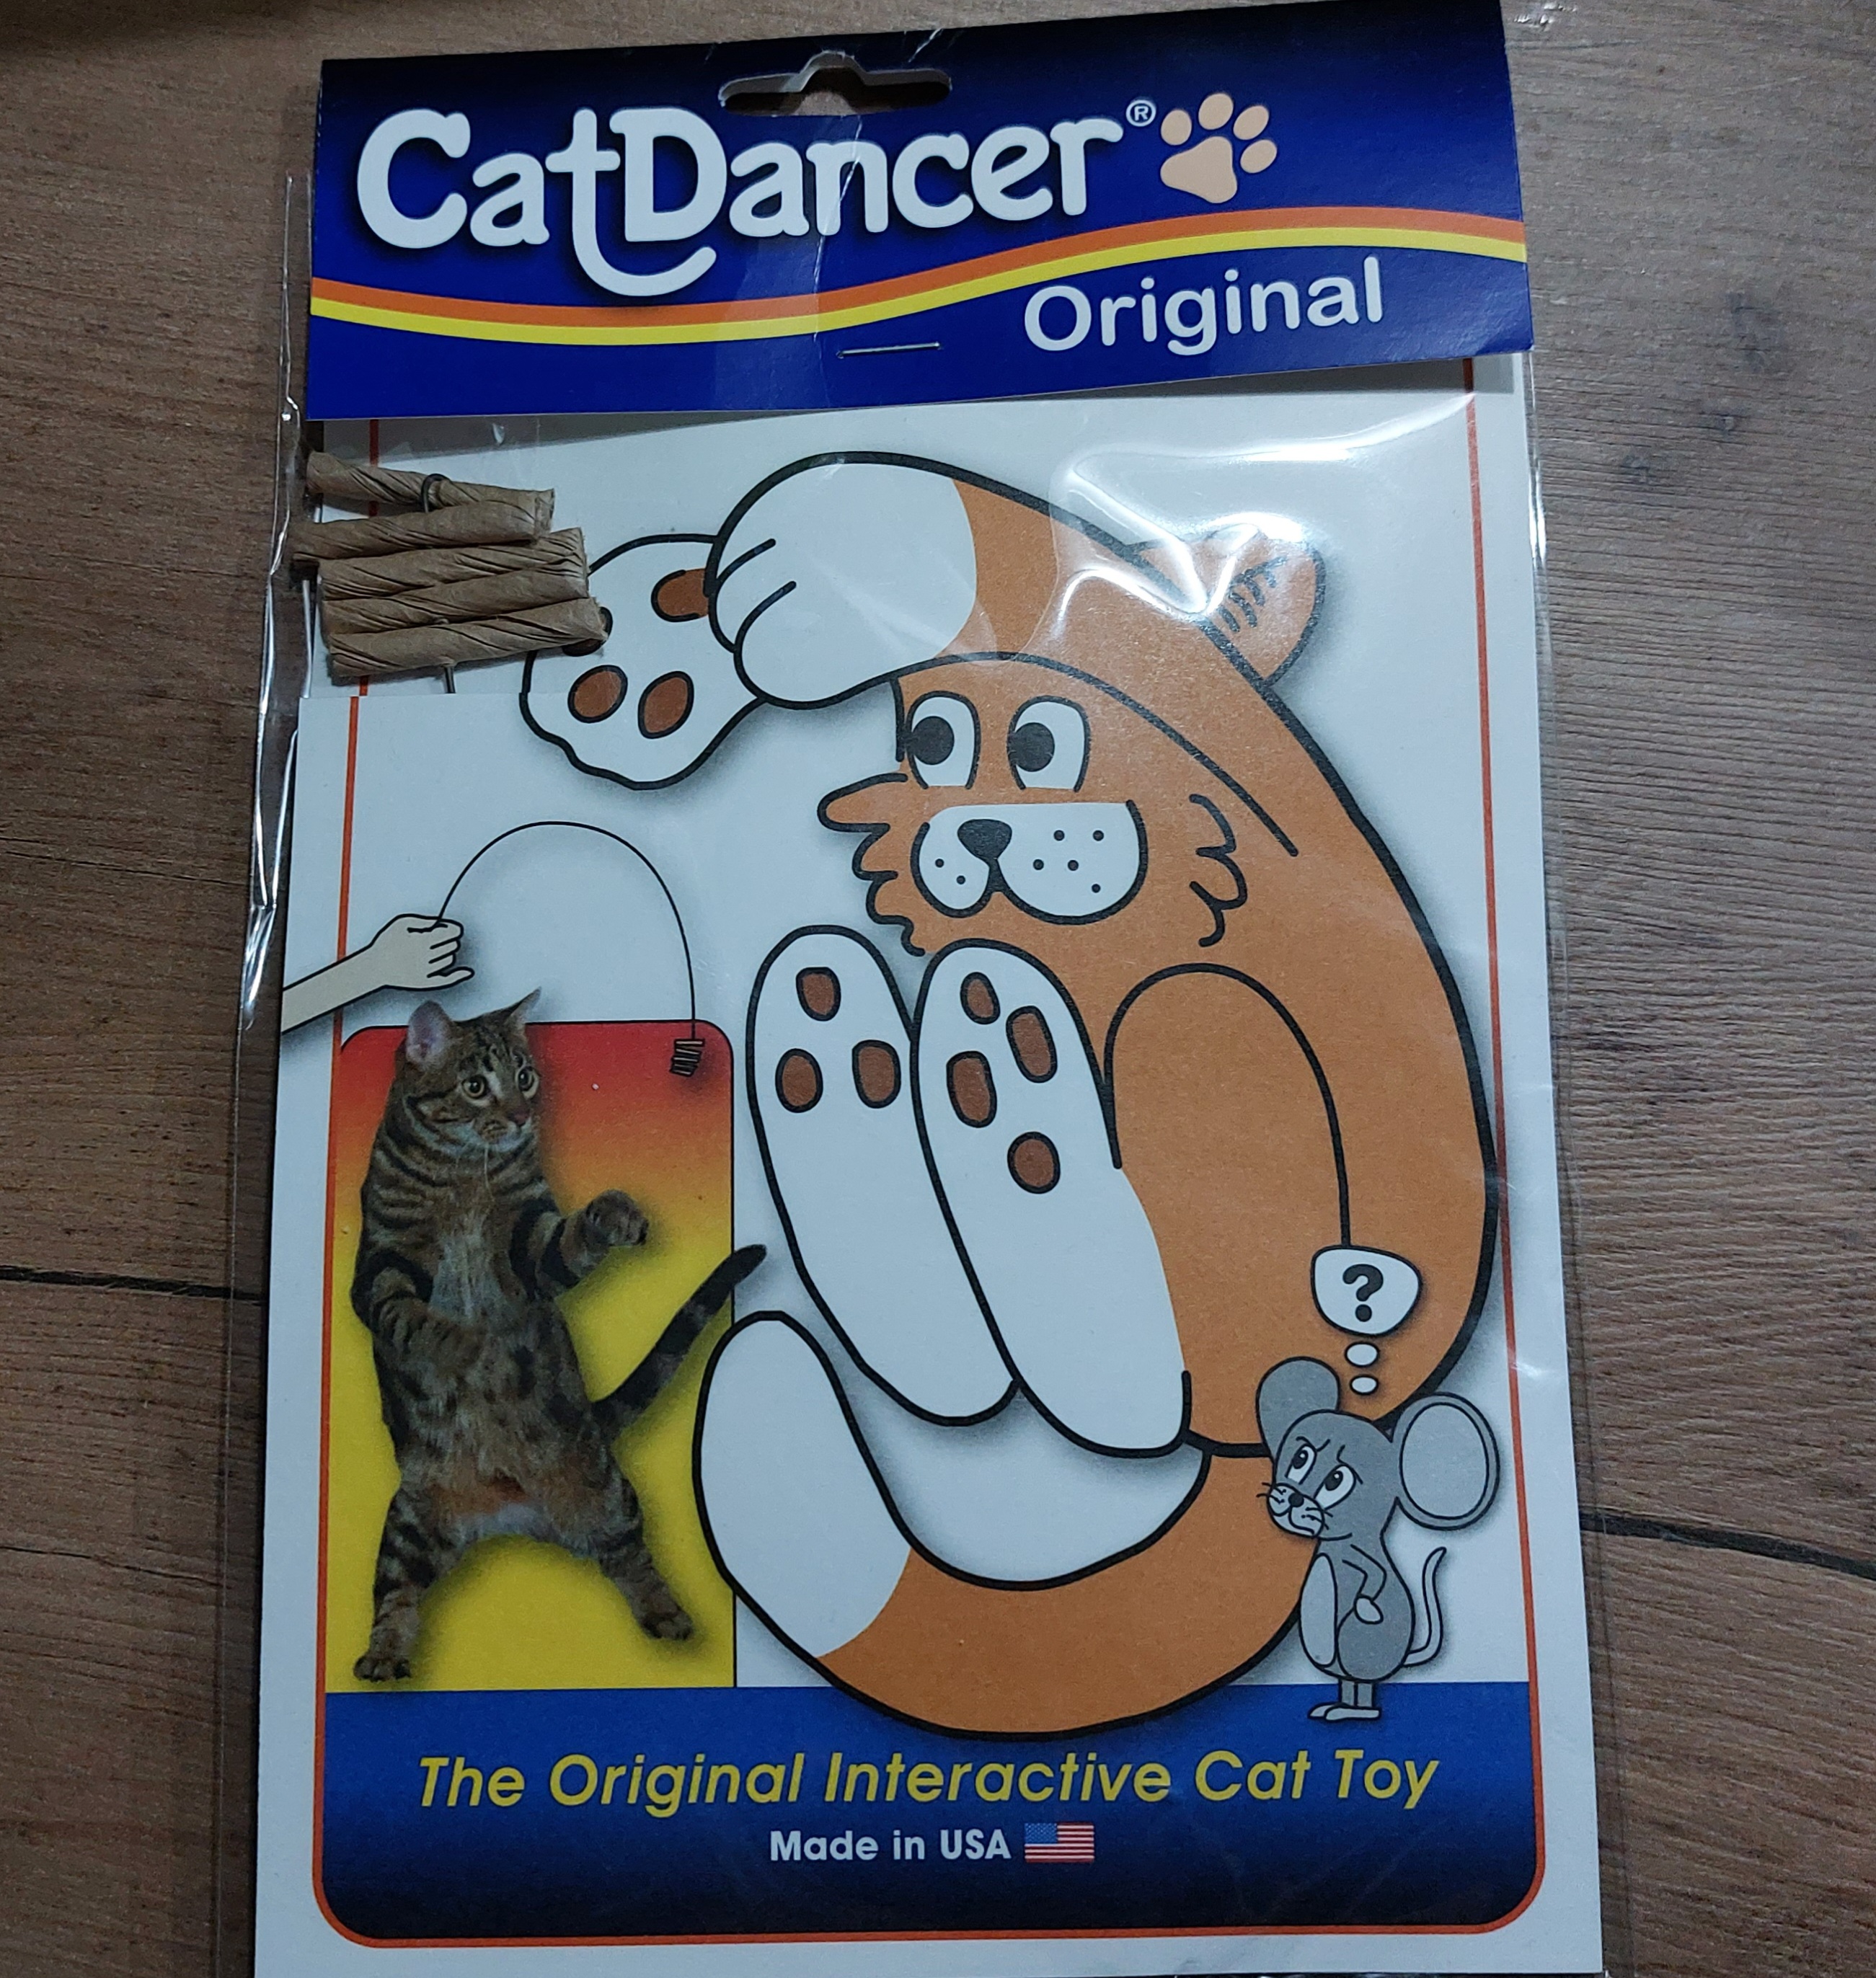 CatDancer®
Original
?
The Original Interactive Cat Toy
Made in USA